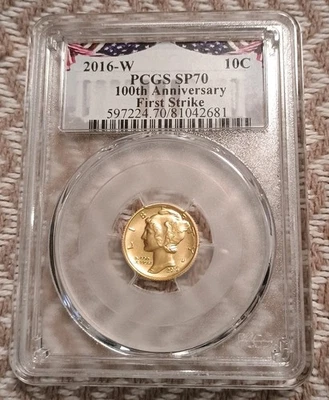 2016-W 10C
PCGS SP70
100th Anniversary
First Strike
597224.70/81042681